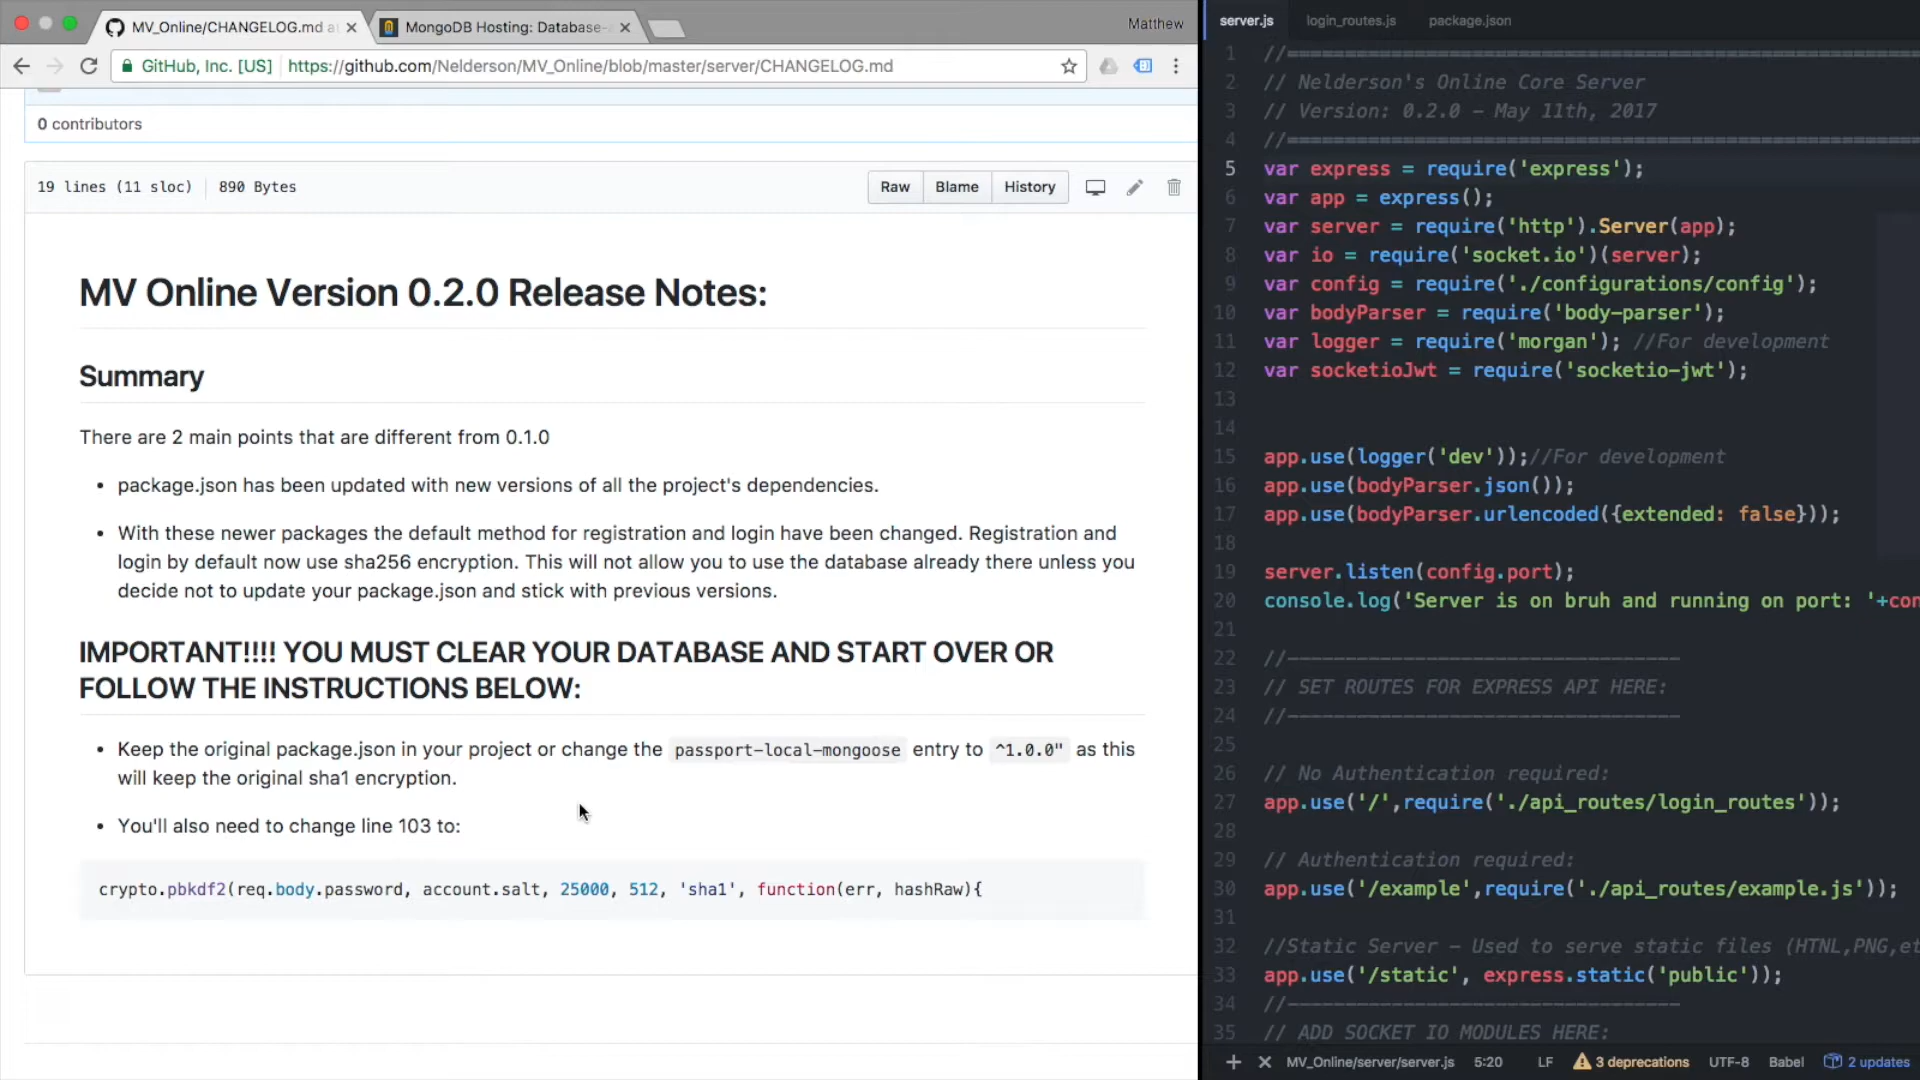 MV_Online/CHANGELOG.md a
MongoDB Hosting: Database-
Matthew
GitHub, Inc. [US]
https://github.com/Nelderson/MV_Online/blob/master/server/CHANGELOG.md
0 contributors
19 lines (11 sloc)
890 Bytes
Raw
Blame
History
MV Online Version 0.2.0 Release Notes:
Summary
There are 2 main points that are different from 0.1.0
• package.json has been updated with new versions of all the project's dependencies.
• With these newer packages the default method for registration and login have been changed. Registration and
login by default now use sha256 encryption. This will not allow you to use the database already there unless you
decide not to update your package.json and stick with previous versions.
IMPORTANT!!!! YOU MUST CLEAR YOUR DATABASE AND START OVER OR
FOLLOW THE INSTRUCTIONS BELOW:
• Keep the original package.json in your project or change the passport-local-mongoose entry to ^1.0.0" as this
will keep the original sha1 encryption.
• You'll also need to change line 103 to:
crypto.pbkdf2(req.body.password, account.salt, 25000, 512, 'sha1', function(err, hashRaw){
server.js
login_routes.js
package.json
1 //=========================================================
2 // Nelderson's Online Core Server
3 // Version: 0.2.0 - May 11th, 2017
4 //=========================================================
5 var express = require('express');
6 var app = express();
7 var server = require('http').Server(app);
8 var io = require('socket.io')(server);
9 var config = require('./configurations/config');
10 var bodyParser = require('body-parser');
11 var logger = require('morgan'); //For development
12 var socketioJwt = require('socketio-jwt');
13
14
15 app.use(logger('dev'));//For development
16 app.use(bodyParser.json());
17 app.use(bodyParser.urlencoded({extended: false}));
18
19 server.listen(config.port);
20 console.log('Server is on bruh and running on port: '+con
21
22 //----------------------------------
23 // SET ROUTES FOR EXPRESS API HERE:
24 //----------------------------------
25
26 // No Authentication required:
27 app.use('/',require('./api_routes/login_routes'));
28
29 // Authentication required:
30 app.use('/example',require('./api_routes/example.js'));
31
32 //Static Server - Used to serve static files (HTNL,PNG,et
33 app.use('/static', express.static('public'));
34 //----------------------------------
35 // ADD SOCKET IO MODULES HERE:
MV_Online/server/server.js 5:20 LF 3 deprecations UTF-8 Babel 2 updates